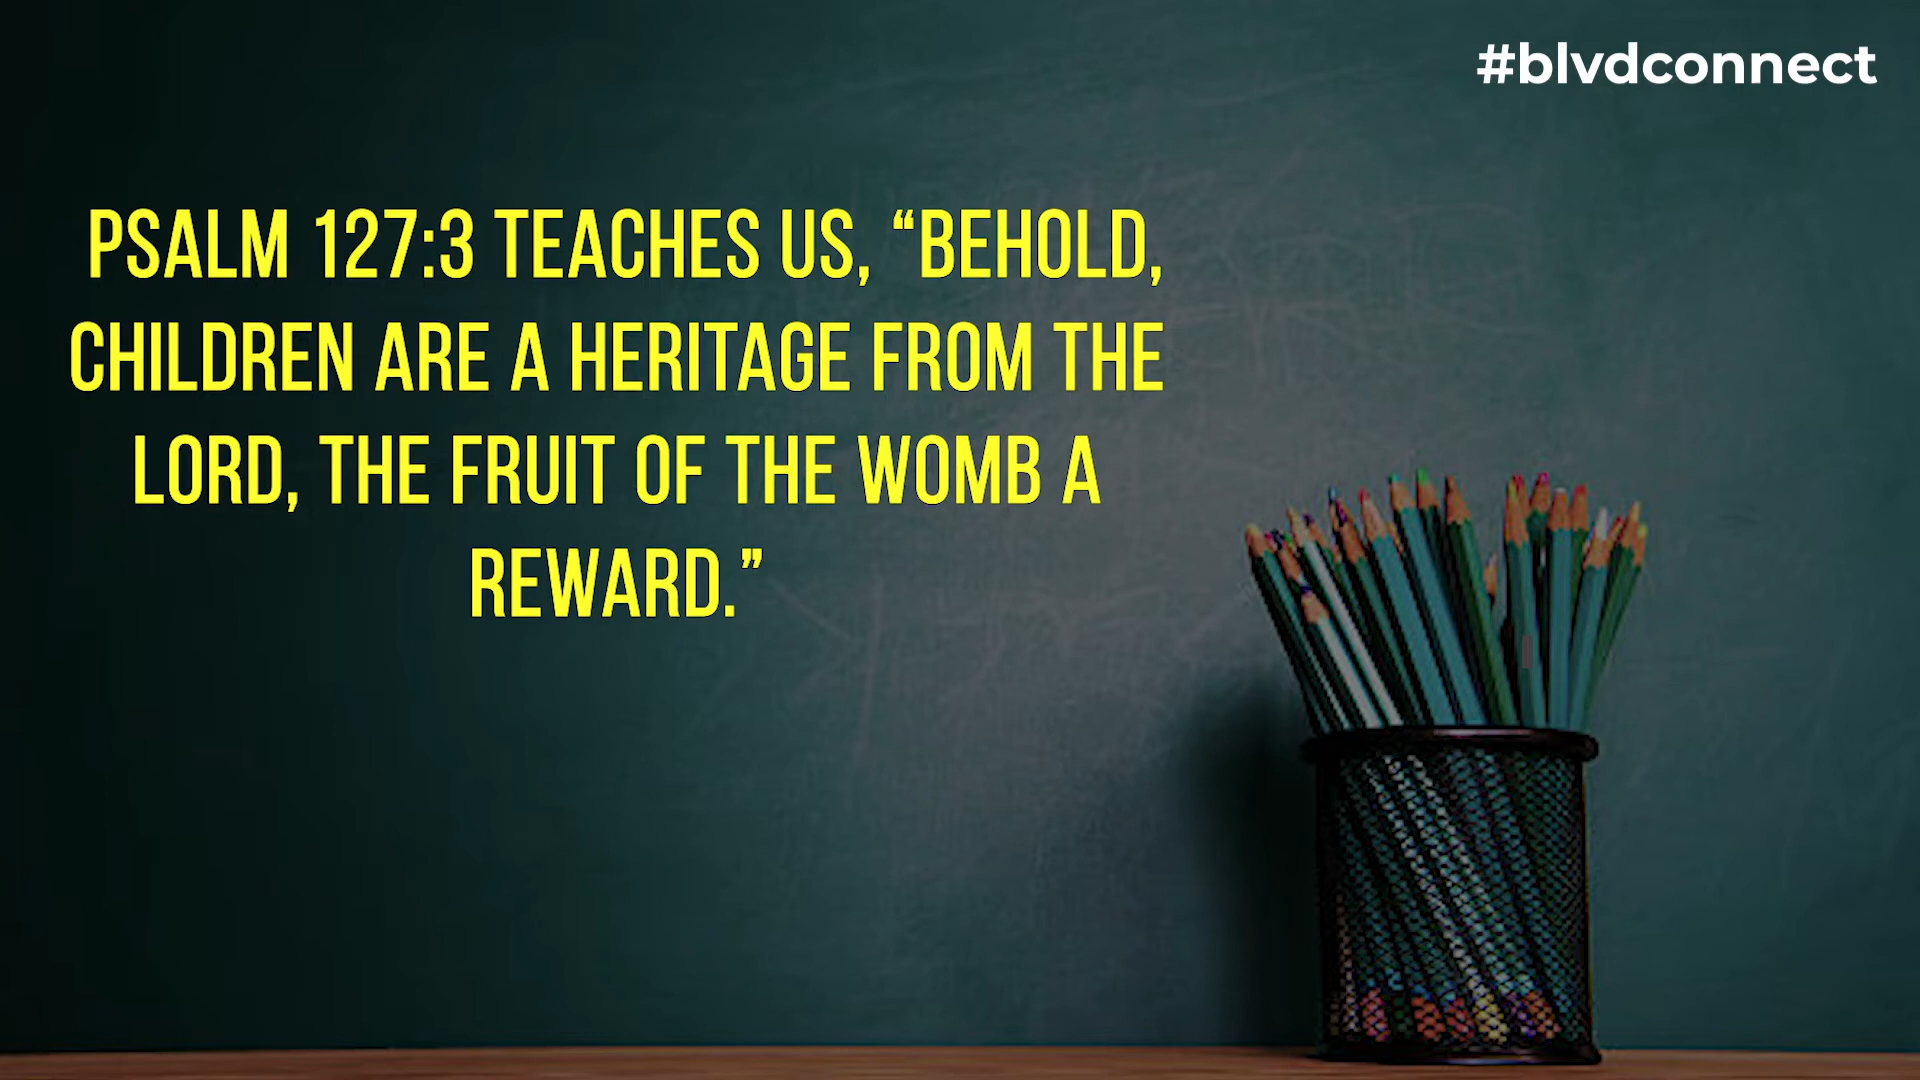 #blvdconnect
PSALM 127:3 TEACHES US, “BEHOLD,
CHILDREN ARE A HERITAGE FROM THE
LORD, THE FRUIT OF THE WOMB A
REWARD.”